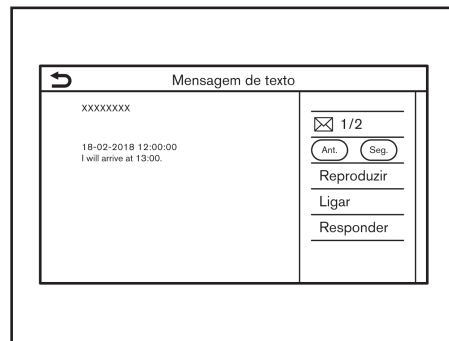 Mensagem de texto
XXXXXXXX
18-02-2018 12:00:00
I will arrive at 13:00.
1/2
Ant. Seg.
Reproduzir
Ligar
Responder